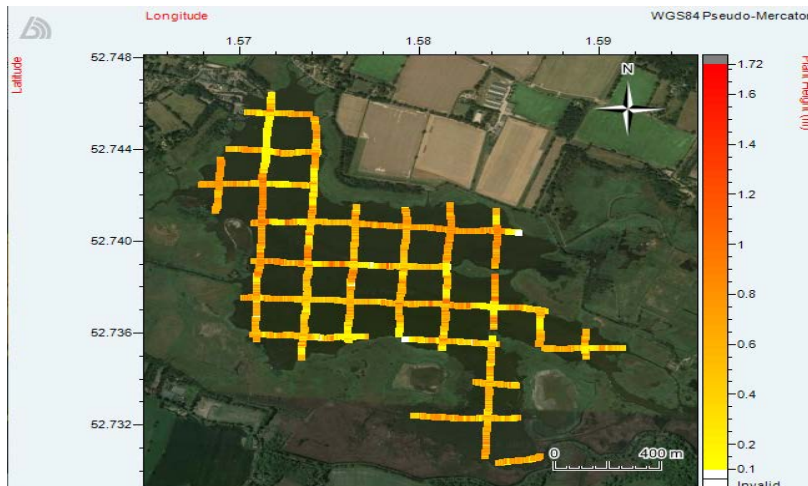 Longitude
WGS84 Pseudo-Mercator
1.57
1.58
1.59
Latitude
52.748
52.744
52.740
52.736
52.732
N
0
400 m
Plant Height (m)
1.72
1.6
1.4
1.2
1
0.8
0.6
0.4
0.2
0.1
Invalid